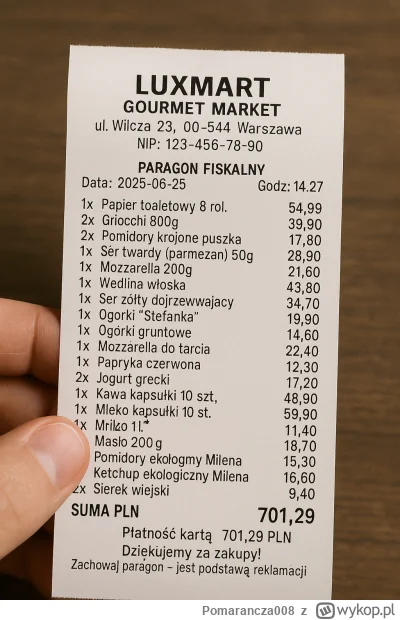 LUXMART
GOURMET MARKET
ul. Wilcza 23, 00-544 Warszawa
NIP: 123-456-78-90
PARAGON FISKALNY
Data: 2025-06-25 Godz: 14.27
1x Papier toaletowy 8 rol. 54,99
2x Griocchi 800g 39,90
2x Pomidory krojone puszka 17,80
1x Sėr twardy (parmezan) 50g 28,90
1x Mozzarella 200g 21,60
1x Wedlina włoska 43,80
1x Ser zółty dojrzewwajacy 34,70
1x Ogorki "Stefanka" 19,90
1x Ogórki gruntowe 14,60
1x Mozzarella do tarcia 22,40
1x Papryka czerwona 12,30
2x Jogurt grecki 17,20
1x Kawa kapsułki 10 szt, 48,90
1x Mleko kapsułki 10 st. 59,90
1x 1l. 11,40
Masło 200 g 18,70
Pomidory ekołogmy Milena 15,30
Ketchup ekologiczny Milena 16,60
2x Sierek wiejski 9,40
SUMA PLN 701,29
Płatność kartą 701,29 PLN
Dziękujemy za zakupy!
Zachowaj paragon – jest podstawą reklamacji
Pomarancza008 z wykop.pl